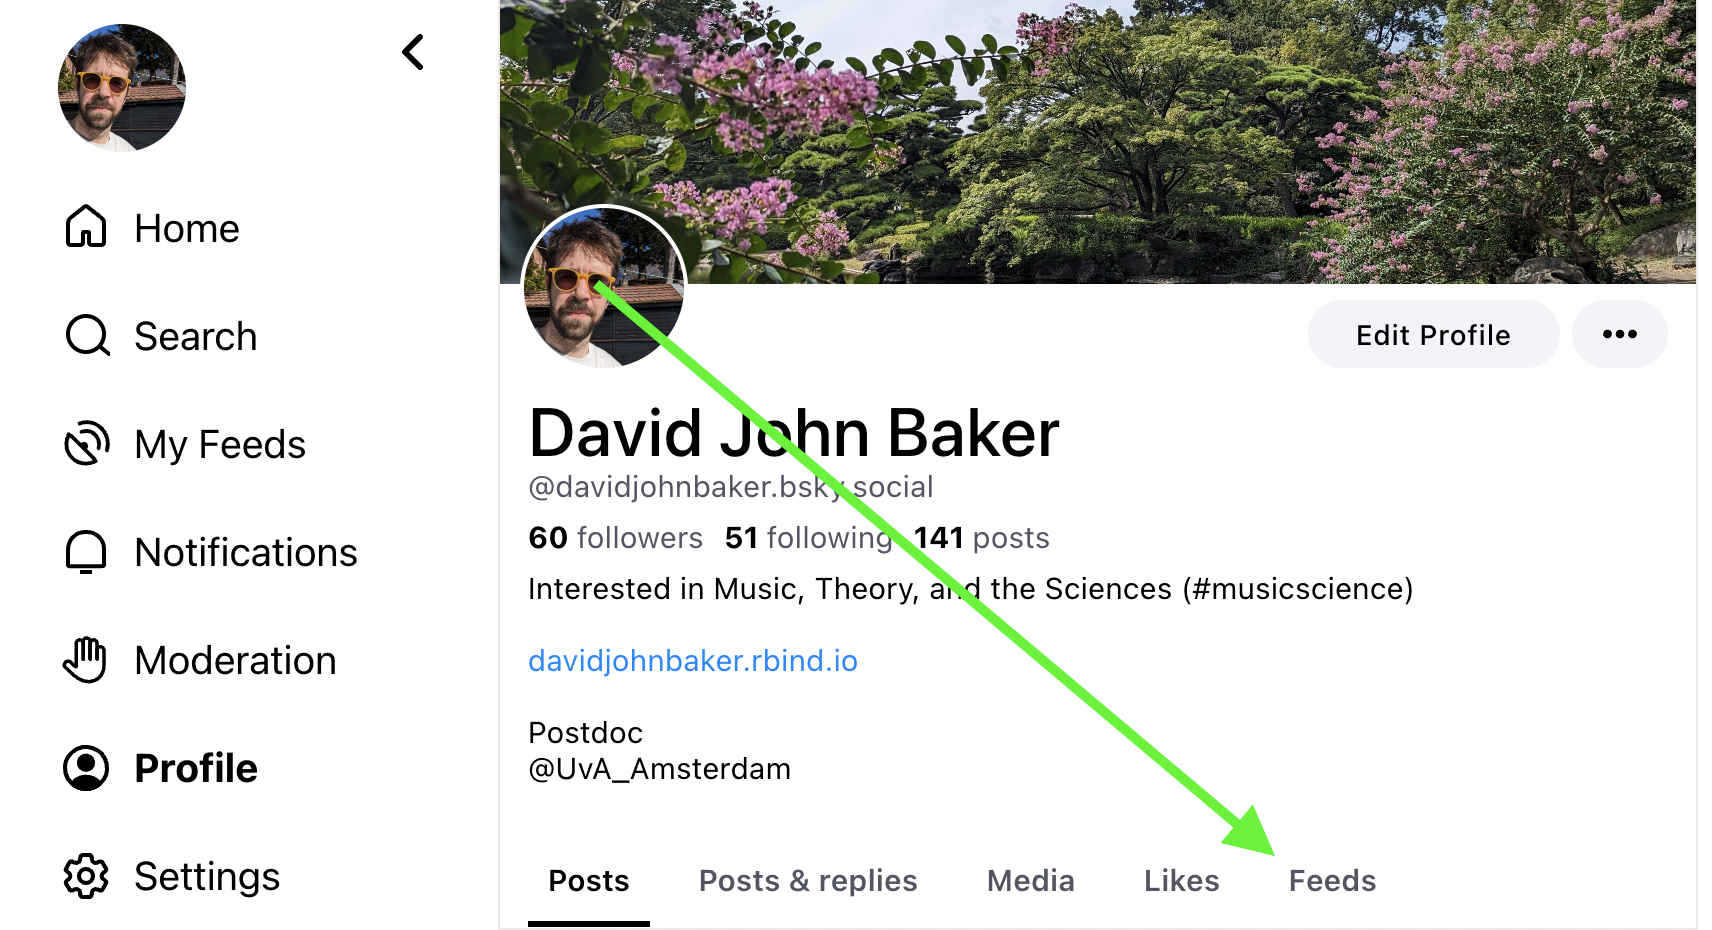 Home
Search
My Feeds
Notifications
Moderation
Profile
Settings
Edit Profile
David John Baker
@davidjohnbaker.bsky.social
60 followers 51 following 141 posts
Interested in Music, Theory, and the Sciences (#musicscience)
davidjohnbaker.rbind.io
Postdoc
@UvA_Amsterdam
Posts Posts & replies Media Likes Feeds